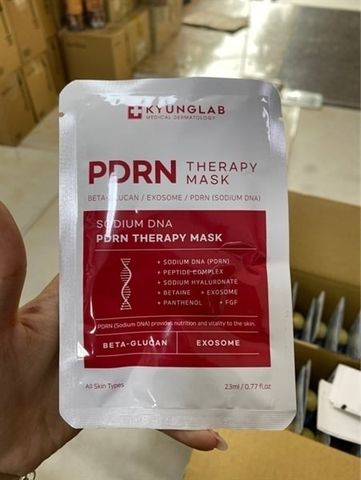 KYUNGLAB
MEDICAL DERMATOLOGY
PDRN THERAPY MASK
BETA-GLUCAN / EXOSOME / PDRN (SODIUM DNA)
SODIUM DNA
PDRN THERAPY MASK
+ SODIUM DNA (PDRN)
+ PEPTIDE COMPLEX
+ SODIUM HYALURONATE
+ BETAINE + EXOSOME
+ PANTHENOL + FGF
PDRN (Sodium DNA) provides nutrition and vitality to the skin.
BETA-GLUCAN EXOSOME
All Skin Types 23ml / 0.77 fl.oz